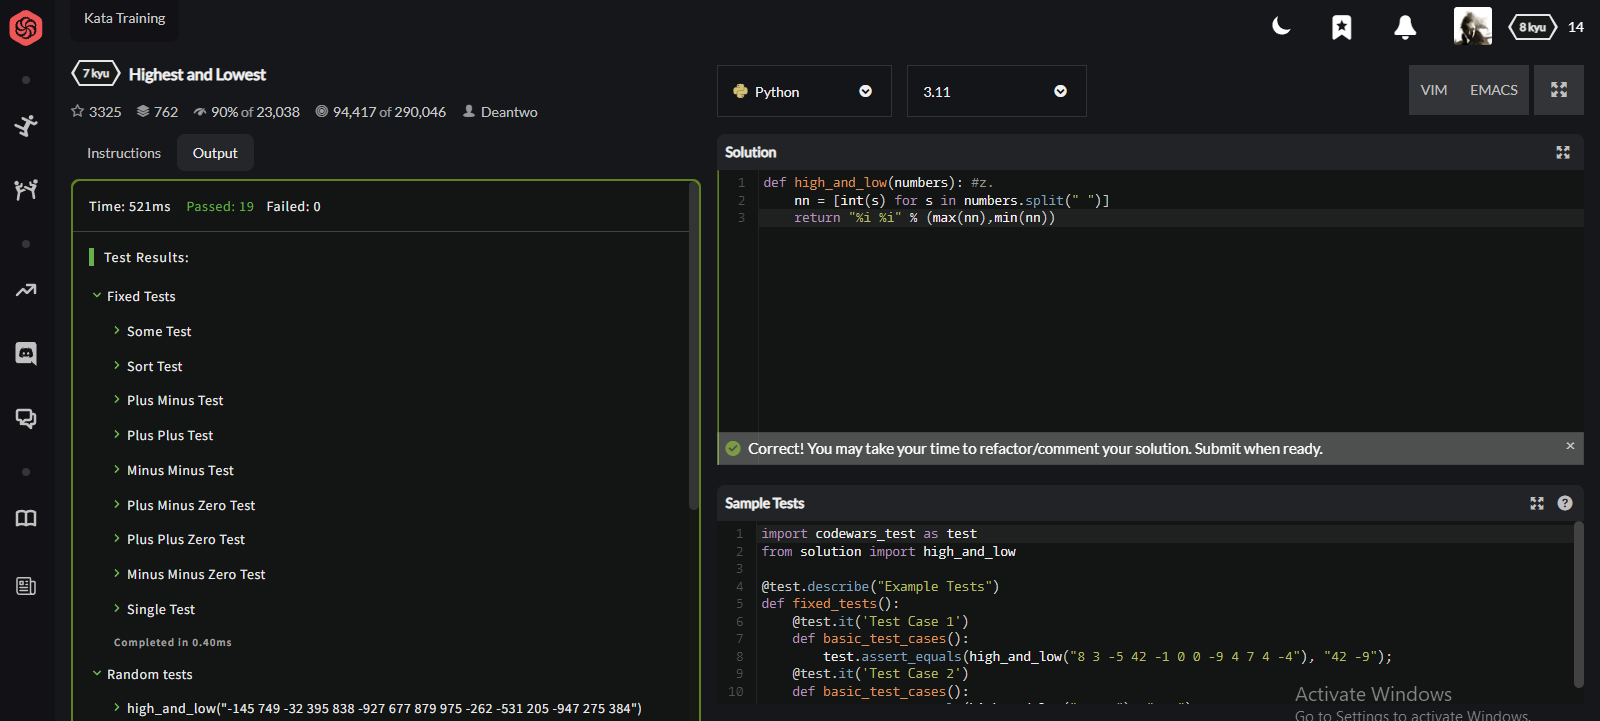 Kata Training
8 kyu 14
7 kyu Highest and Lowest
3325 762 90% of 23,038 94,417 of 290,046 Deantwo
Instructions Output
Time: 521ms Passed: 19 Failed: 0
Test Results:
Fixed Tests
Some Test
Sort Test
Plus Minus Test
Plus Plus Test
Minus Minus Test
Plus Minus Zero Test
Plus Plus Zero Test
Minus Minus Zero Test
Single Test
Completed in 0.40ms
Random tests
high_and_low("-145 749 -32 395 838 -927 677 879 975 -262 -531 205 -947 275 384")
Python 3.11 VIM EMACS
Solution
1 def high_and_low(numbers): #z.
2 nn = [int(s) for s in numbers.split(" ")]
3 return "%i %i" % (max(nn),min(nn))
Correct! You may take your time to refactor/comment your solution. Submit when ready. ×
Sample Tests ?
1 import codewars_test as test
2 from solution import high_and_low
3
4 @test.describe("Example Tests")
5 def fixed_tests():
6 @test.it('Test Case 1')
7 def basic_test_cases():
8 test.assert_equals(high_and_low("8 3 -5 42 -1 0 0 -9 4 7 4 -4"), "42 -9");
9 @test.it('Test Case 2')
10 def basic_test_cases():
Activate Windows
Go to Settings to activate Windows.